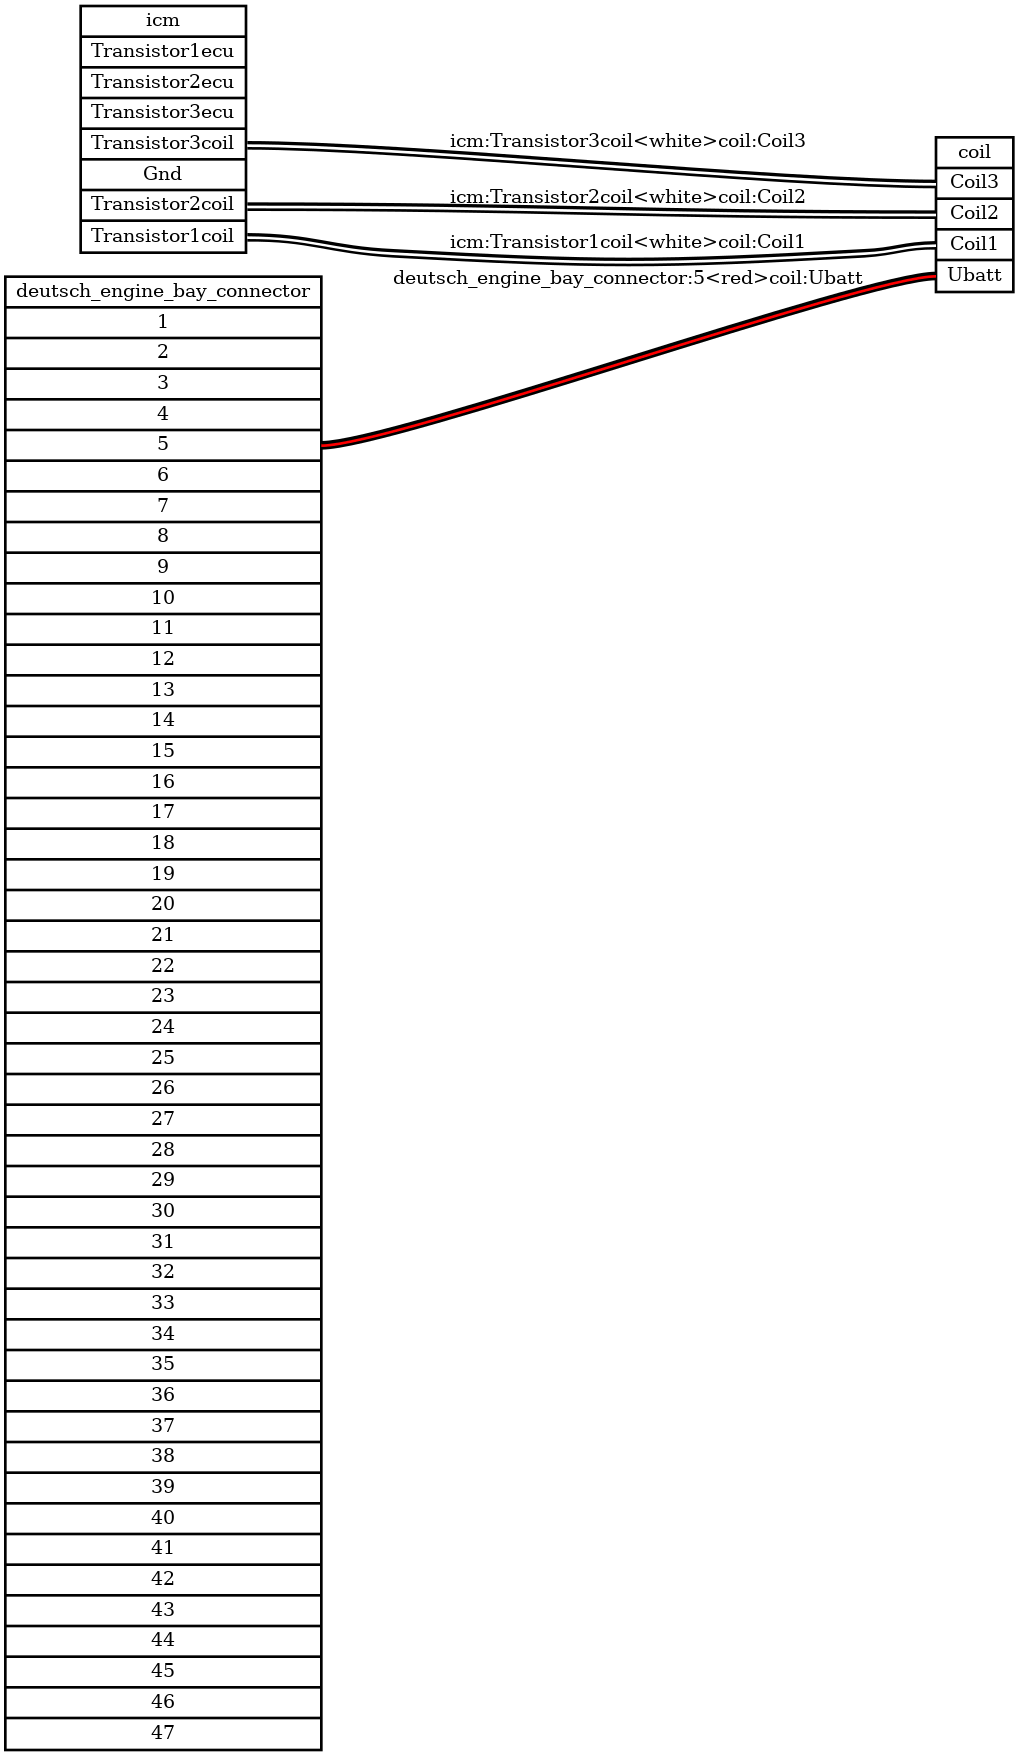 icm
Transistor1ecu
Transistor2ecu
Transistor3ecu
Transistor3coil
Gnd
Transistor2coil
Transistor1coil
icm:Transistor3coil<white>coil:Coil3
icm:Transistor2coil<white>coil:Coil2
icm:Transistor1coil<white>coil:Coil1
deutsch_engine_bay_connector:5<red>coil:Ubatt
coil
Coil3
Coil2
Coil1
Ubatt
deutsch_engine_bay_connector
1
2
3
4
5
6
7
8
9
10
11
12
13
14
15
16
17
18
19
20
21
22
23
24
25
26
27
28
29
30
31
32
33
34
35
36
37
38
39
40
41
42
43
44
45
46
47